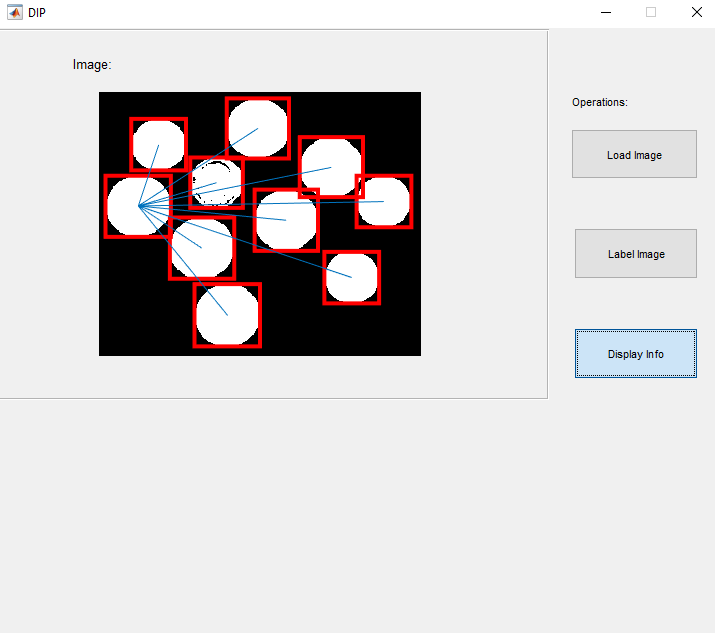 DIP
Image:
Operations:
Load Image
Label Image
Display Info